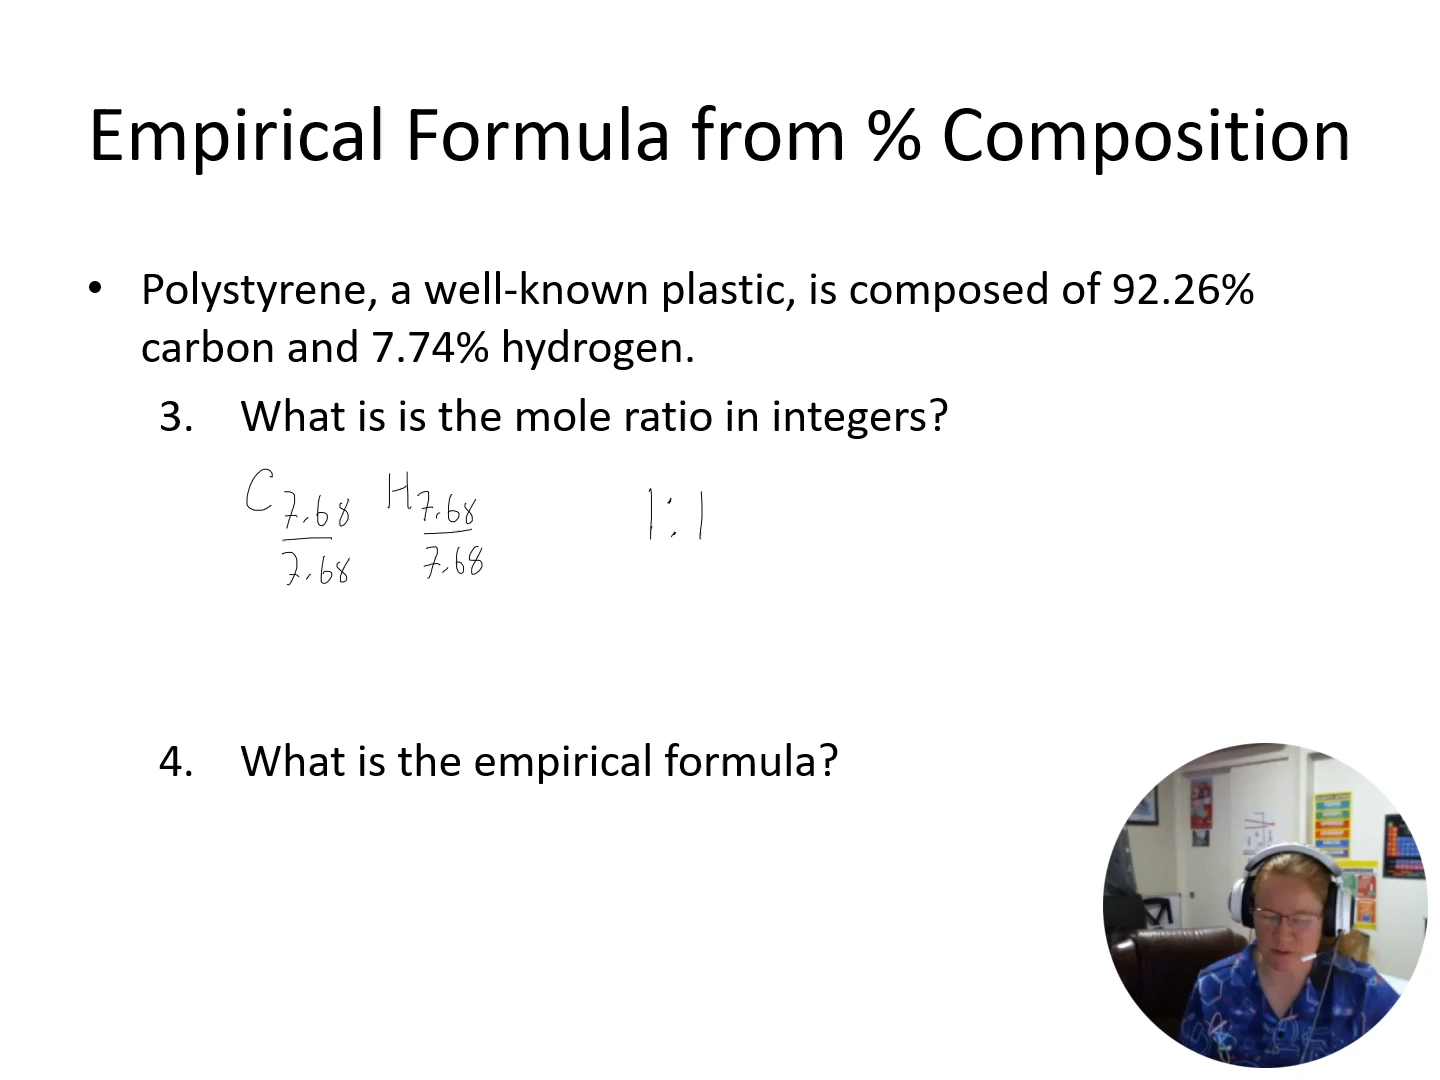 Empirical Formula from % Composition
• Polystyrene, a well-known plastic, is composed of 92.26%
carbon and 7.74% hydrogen.
3. What is is the mole ratio in integers?
C 7.68 H 7.68 1:1
7.68 7.68
4. What is the empirical formula?